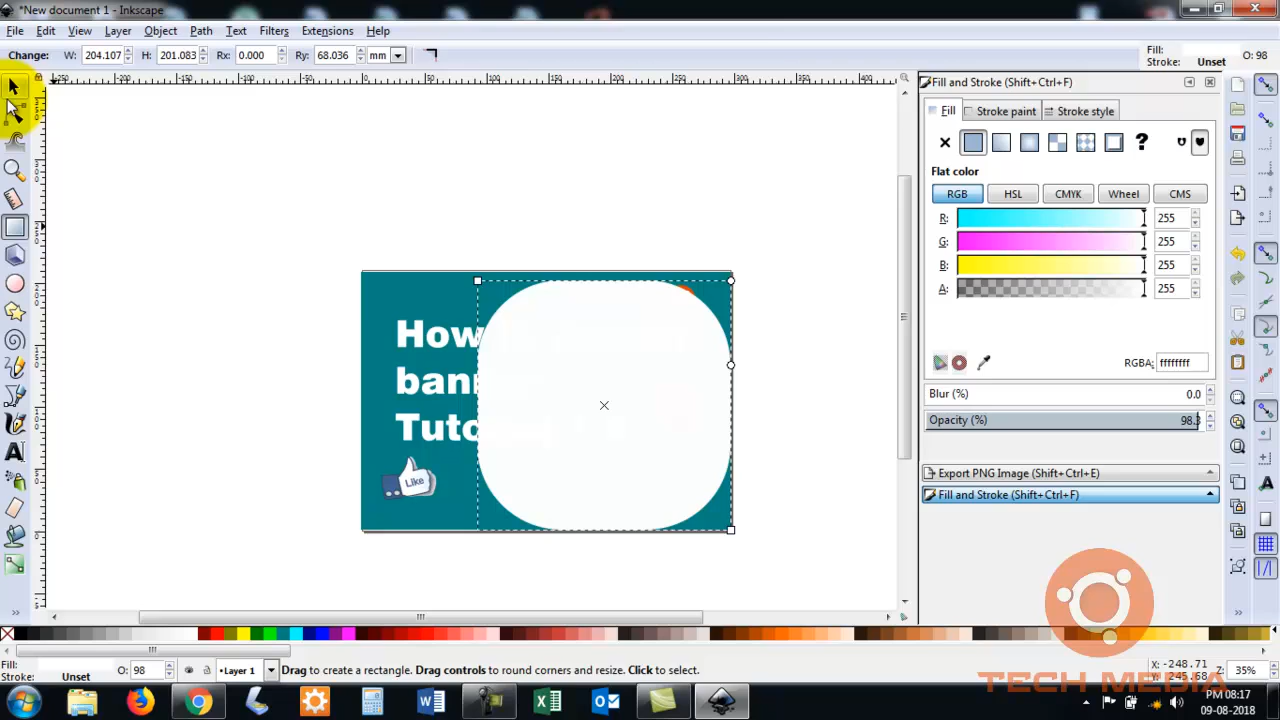 *New document 1 - Inkscape
File Edit View Layer Object Path Text Filters Extensions Help
Change: W: 204.107 H: 201.083 Rx: 0.000 Ry: 68.036 mm
Fill:
Stroke: Unset O: 98
Fill and Stroke (Shift+Ctrl+F)
Fill Stroke paint Stroke style
Flat color
RGB HSL CMYK Wheel CMS
R: 255
G: 255
B: 255
A: 255
RGBA: ffffffff
Blur (%) 0.0
Opacity (%) 98.3
Export PNG Image (Shift+Ctrl+E)
Fill and Stroke (Shift+Ctrl+F)
How
ban
Tuto
Like
Fill:
Stroke: Unset
O: 98
Layer 1
Drag to create a rectangle. Drag controls to round corners and resize. Click to select.
X: -248.71
Y: 245.68
Z: 35%
TECH MEDIA
PM 08:17
09-08-2018